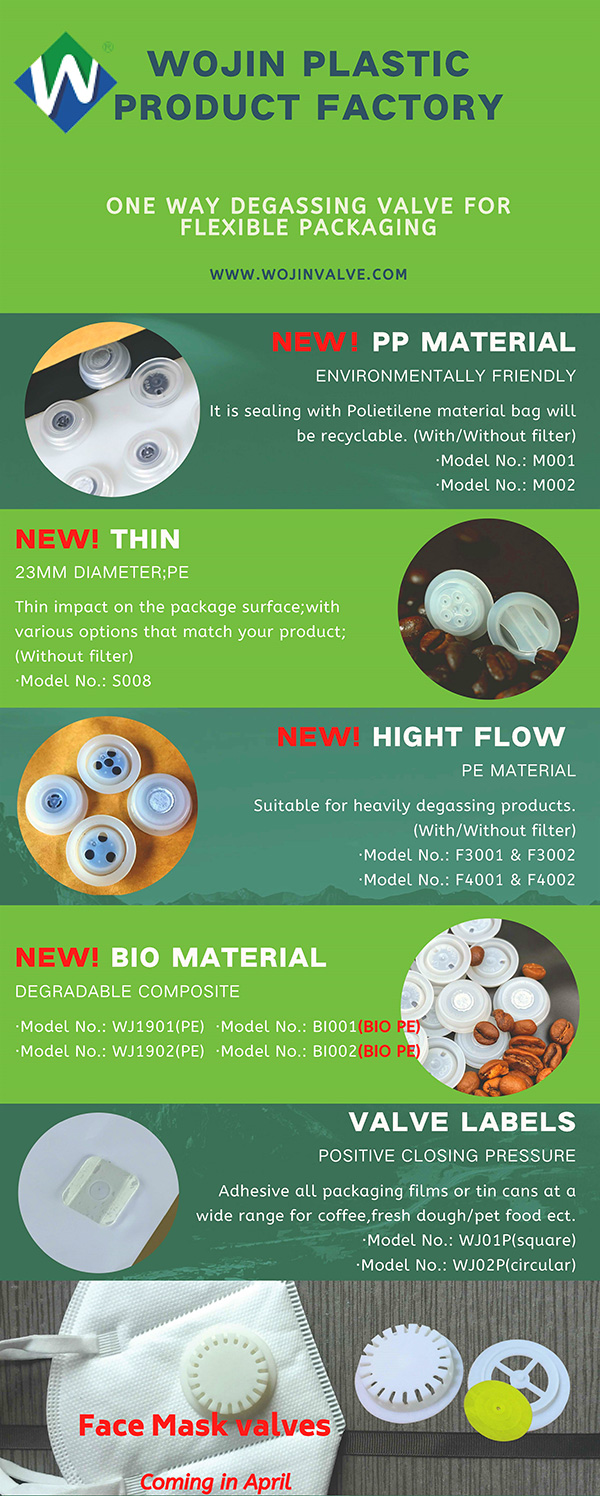 W
®
WOJIN PLASTIC
PRODUCT FACTORY
ONE WAY DEGASSING VALVE FOR
FLEXIBLE PACKAGING
WWW.WOJINVALVE.COM
NEW! PP MATERIAL
ENVIRONMENTALLY FRIENDLY
It is sealing with Polietilene material bag will
be recyclable. (With/Without filter)
·Model No.: M001
·Model No.: M002
NEW! THIN
23MM DIAMETER;PE
Thin impact on the package surface;with
various options that match your product;
(Without filter)
·Model No.: S008
NEW! HIGHT FLOW
PE MATERIAL
Suitable for heavily degassing products.
(With/Without filter)
·Model No.: F3001 & F3002
·Model No.: F4001 & F4002
NEW! BIO MATERIAL
DEGRADABLE COMPOSITE
·Model No.: WJ1901(PE) ·Model No.: BI001(BIO PE)
·Model No.: WJ1902(PE) ·Model No.: BI002(BIO PE)
VALVE LABELS
POSITIVE CLOSING PRESSURE
Adhesive all packaging films or tin cans at a
wide range for coffee,fresh dough/pet food ect.
·Model No.: WJ01P(square)
·Model No.: WJ02P(circular)
Face Mask valves
Coming in April